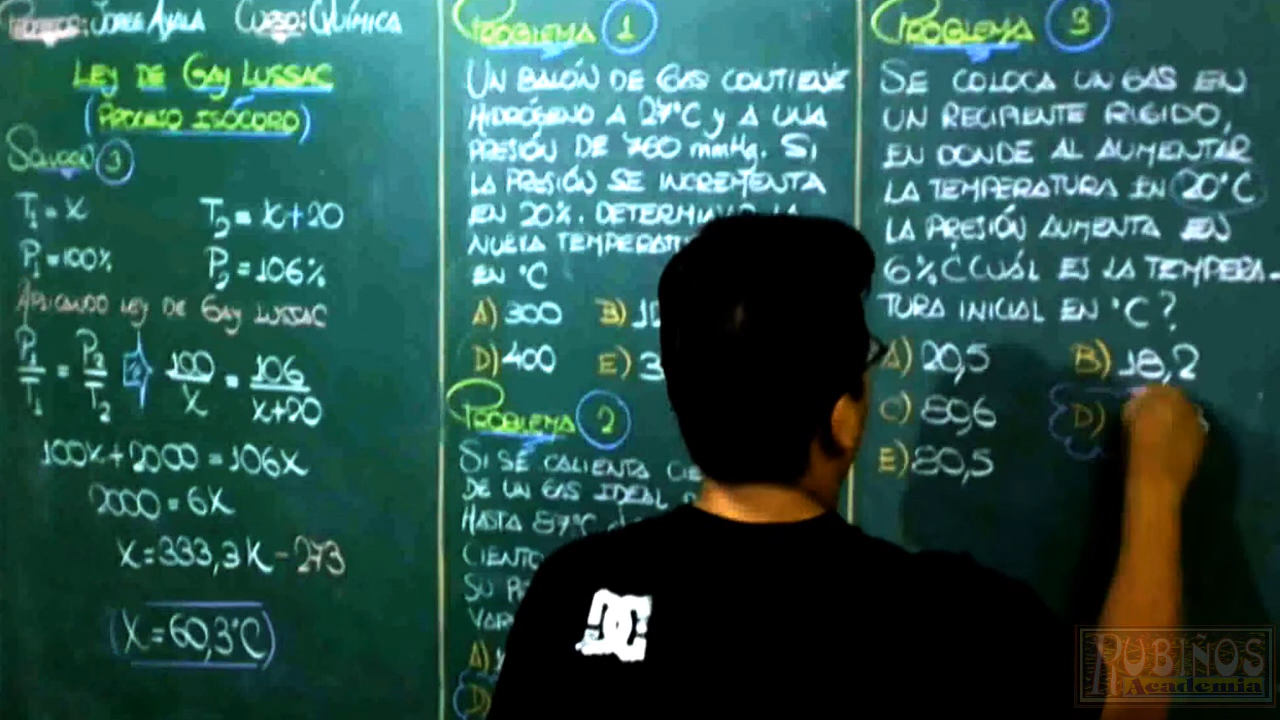 PROFESOR: JORGE AYALA CURSO: QUÍMICA
LEY DE GAY LUSSAC
(PROCESO ISÓCORO)
SOLUCIÓN 3
T₁ = X T₂ = X+20
P₁ = 100% P₂ = 106%
APLICANDO LEY DE GAY LUSSAC
P₁/T₁ = P₂/T₂ 100/X = 106/X+20
100X+2000 = 106X
2000 = 6X
X = 333,3K - 273
X = 60,3°C
PROBLEMA 1
UN BALÓN DE GAS CONTIENE
HIDRÓGENO A 27°C y A UNA
PRESIÓN DE 760 mmHg. SI
LA PRESIÓN SE INCREMENTA
EN 20%. LA
NUEVA
EN °C
A) 300 B)
D) 400 E)
PROBLEMA 2
SI SE CALIENTA
DE UN GAS IDEAL
HASTA 87°C
CIENTO
SU
A)
D)
PROBLEMA 3
SE COLOCA UN GAS EN
UN RECIPIENTE RIGIDO,
EN DONDE AL AUMENTAR
LA TEMPERATURA EN 20°C
LA PRESIÓN AUMENTA EN
6% ¿CUÁL ES LA TEMPERA-
TURA INICIAL EN °C?
A) 20,5 B) 18,2
C) 89,6 D)
E) 80,5
DC
RUBIÑOS
Academia